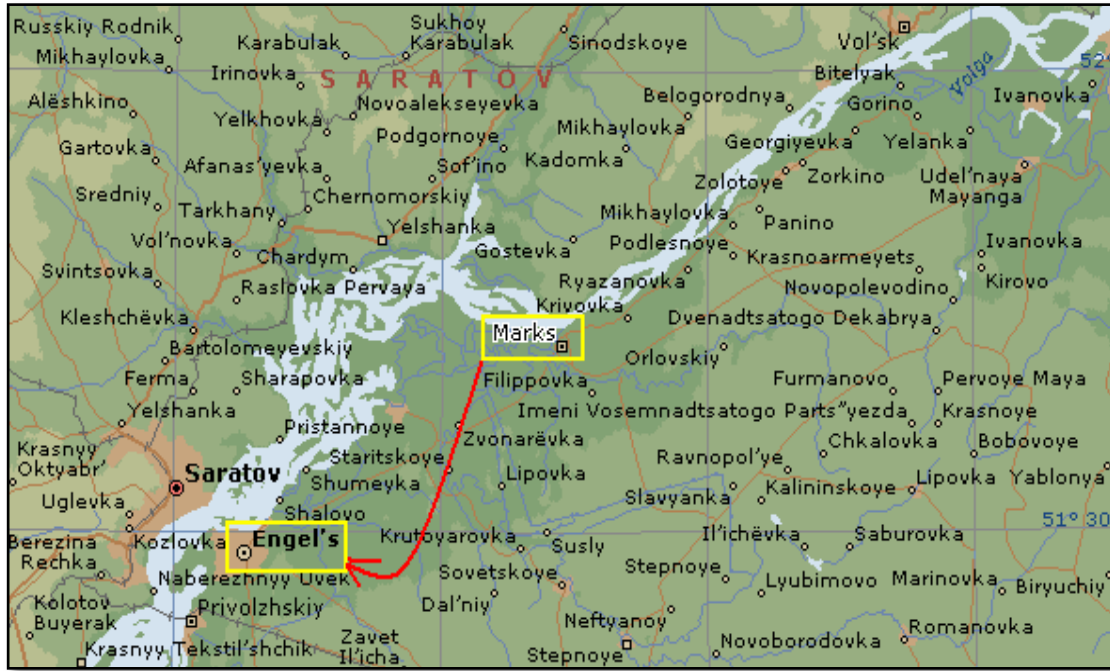 Russkiy Rodnik
Mikhaylovka
Karabulak
Sukhoy
Karabulak
Sinodskoye
Vol'sk
Irinovka
SARATOV
Bitelyak
Volga
52°
Ivanovka
Alëshkino
Novoalekseyevka
Belogorodnya
Gorino
Yelkhovka
Podgornoye
Mikhaylovka
Georgiyevka
Yelanka
Gartovka
Afanas'yevka
Sof'ino
Kadomka
Zolotoye
Zorkino
Udel'naya
Mayanga
Sredniy
Chernomorskiy
Tarkhany
Yelshanka
Mikhaylovka
Panino
Vol'novka
Gostevka
Podlesnoye
Ivanovka
Svintsovka
Chardym
Krasnoarmeyets
Raslovka Pervaya
Ryazanovka
Novopolevodino
Kirovo
Kleshchëvka
Krivovka
Dvenadtsatogo Dekabrya
Marks
Bartolomeyevskiy
Orlovskiy
Ferma
Sharapovka
Filippovka
Furmanovo
Pervoye Maya
Yelshanka
Imeni Vosemnadtsatogo Parts"yezda
Krasnoye
Pristannoye
Zvonarëvka
Chkalovka
Bobovoye
Krasnyy
Oktyabr'
Saratov
Staritskoye
Ravnopol'ye
Lipovka
Shumeyka
Kalininskoye
Lipovka
Yablonya
Uglevka
Slavyanka
Shalovo
51° 30
Berezina
Rechka
Kozlovka
Engel's
Krutoyarovka
Susly
Il'ichëvka
Saburovka
Naberezhnyy Uvek
Sovetskoye
Stepnoye
Lyubimovo
Marinovka
Biryuchiy
Kolotov
Buyerak
Privolzhskiy
Dal'niy
Neftyanoy
Romanovka
Krasnyy Tekstil'shchik
Zavet
Il'icha
Stepnoye
Novoborodovka